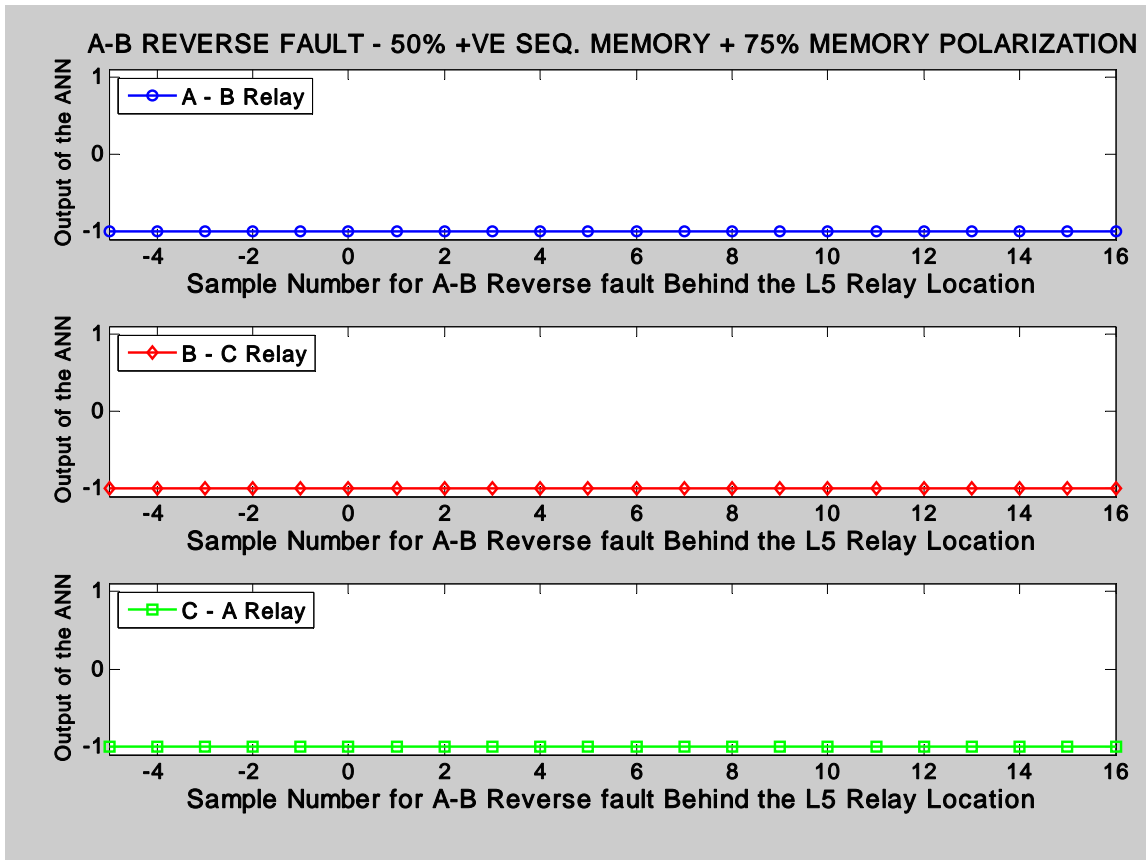 A-B REVERSE FAULT - 50% +VE SEQ. MEMORY + 75% MEMORY POLARIZATION
Output of the ANN
1
0
-1
A - B Relay
-4 -2 0 2 4 6 8 10 12 14 16
Sample Number for A-B Reverse fault Behind the L5 Relay Location
Output of the ANN
1
0
-1
B - C Relay
-4 -2 0 2 4 6 8 10 12 14 16
Sample Number for A-B Reverse fault Behind the L5 Relay Location
Output of the ANN
1
0
-1
C - A Relay
-4 -2 0 2 4 6 8 10 12 14 16
Sample Number for A-B Reverse fault Behind the L5 Relay Location